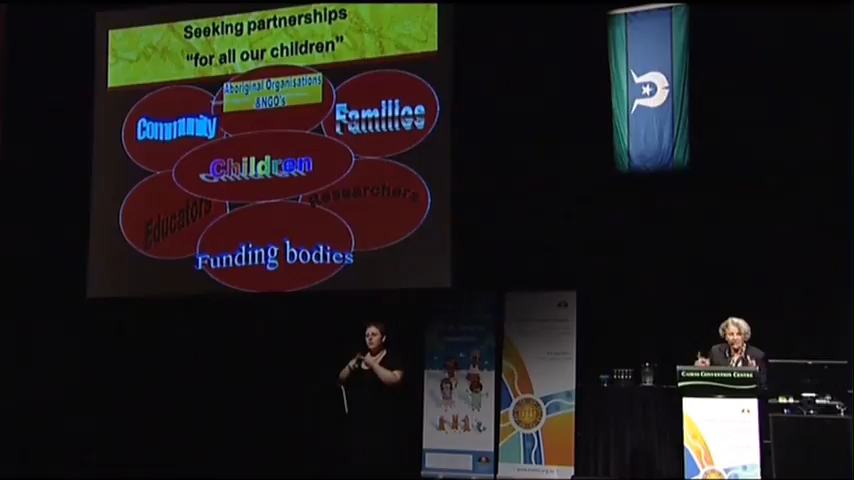 Seeking partnerships
"for all our children"
Aboriginal Organisations
&NGO's
Community
Families
Children
Educators
Researchers
Funding bodies
CAIRNS CONVENTION CENTRE